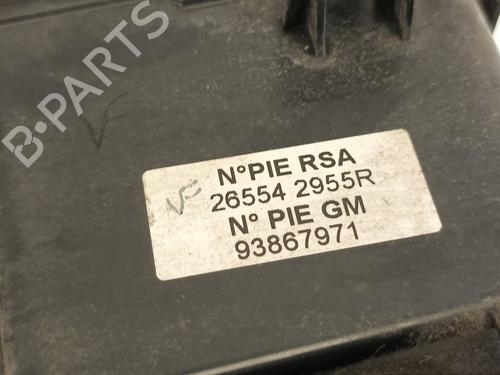 B-PARTS
N°PIE RSA
26554 2955R
N° PIE GM
93867971